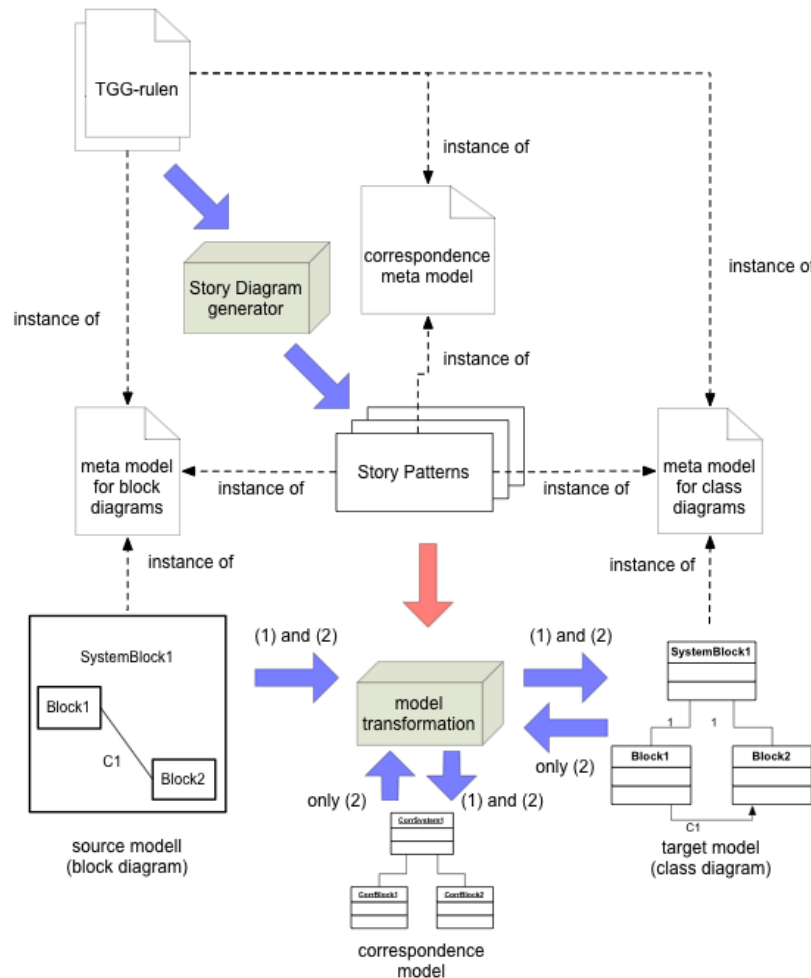 TGG-rulen
instance of
correspondence
meta model
instance of
Story Diagram
generator
instance of
instance of
meta model
for block
diagrams
instance of
Story Patterns
instance of
meta model
for class
diagrams
instance of
instance of
SystemBlock1
Block1
C1
Block2
source modell
(block diagram)
(1) and (2)
model
transformation
(1) and (2)
only (2)
only (2)
(1) and (2)
SystemBlock1
1
1
Block1
Block2
C1
target model
(class diagram)
CorrSystem1
CorrBlock1
CorrBlock2
correspondence
model